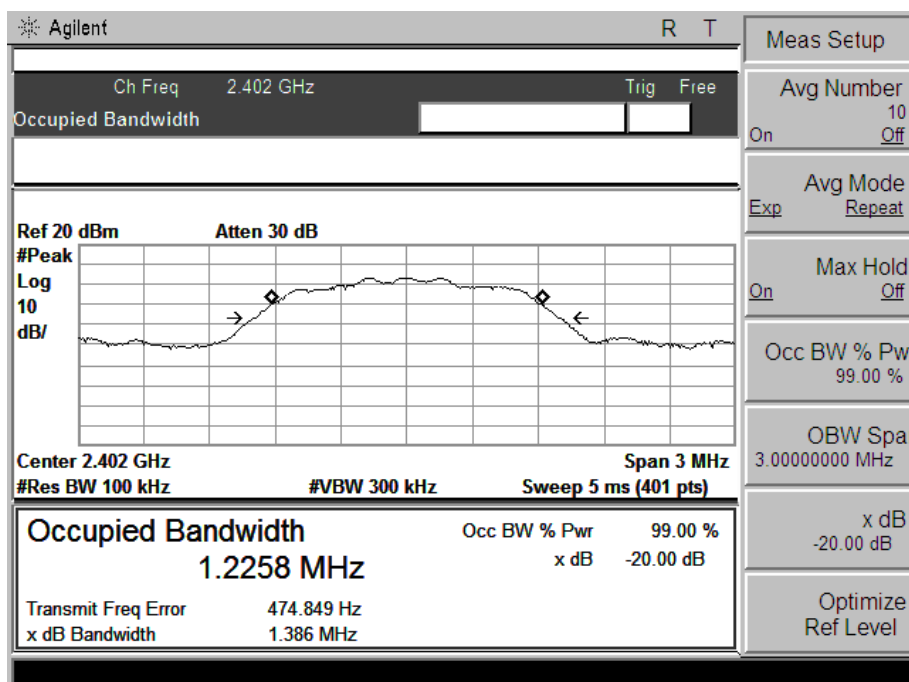 Agilent R T
Ch Freq 2.402 GHz Trig Free
Occupied Bandwidth
Ref 20 dBm Atten 30 dB
#Peak
Log
10
dB/
Center 2.402 GHz Span 3 MHz
#Res BW 100 kHz #VBW 300 kHz Sweep 5 ms (401 pts)
Occupied Bandwidth
1.2258 MHz
Occ BW % Pwr 99.00 %
x dB -20.00 dB
Transmit Freq Error 474.849 Hz
x dB Bandwidth 1.386 MHz
Meas Setup
Avg Number
10
On Off
Avg Mode
Exp Repeat
Max Hold
On Off
Occ BW % Pw
99.00 %
OBW Spa
3.00000000 MHz
x dB
-20.00 dB
Optimize
Ref Level